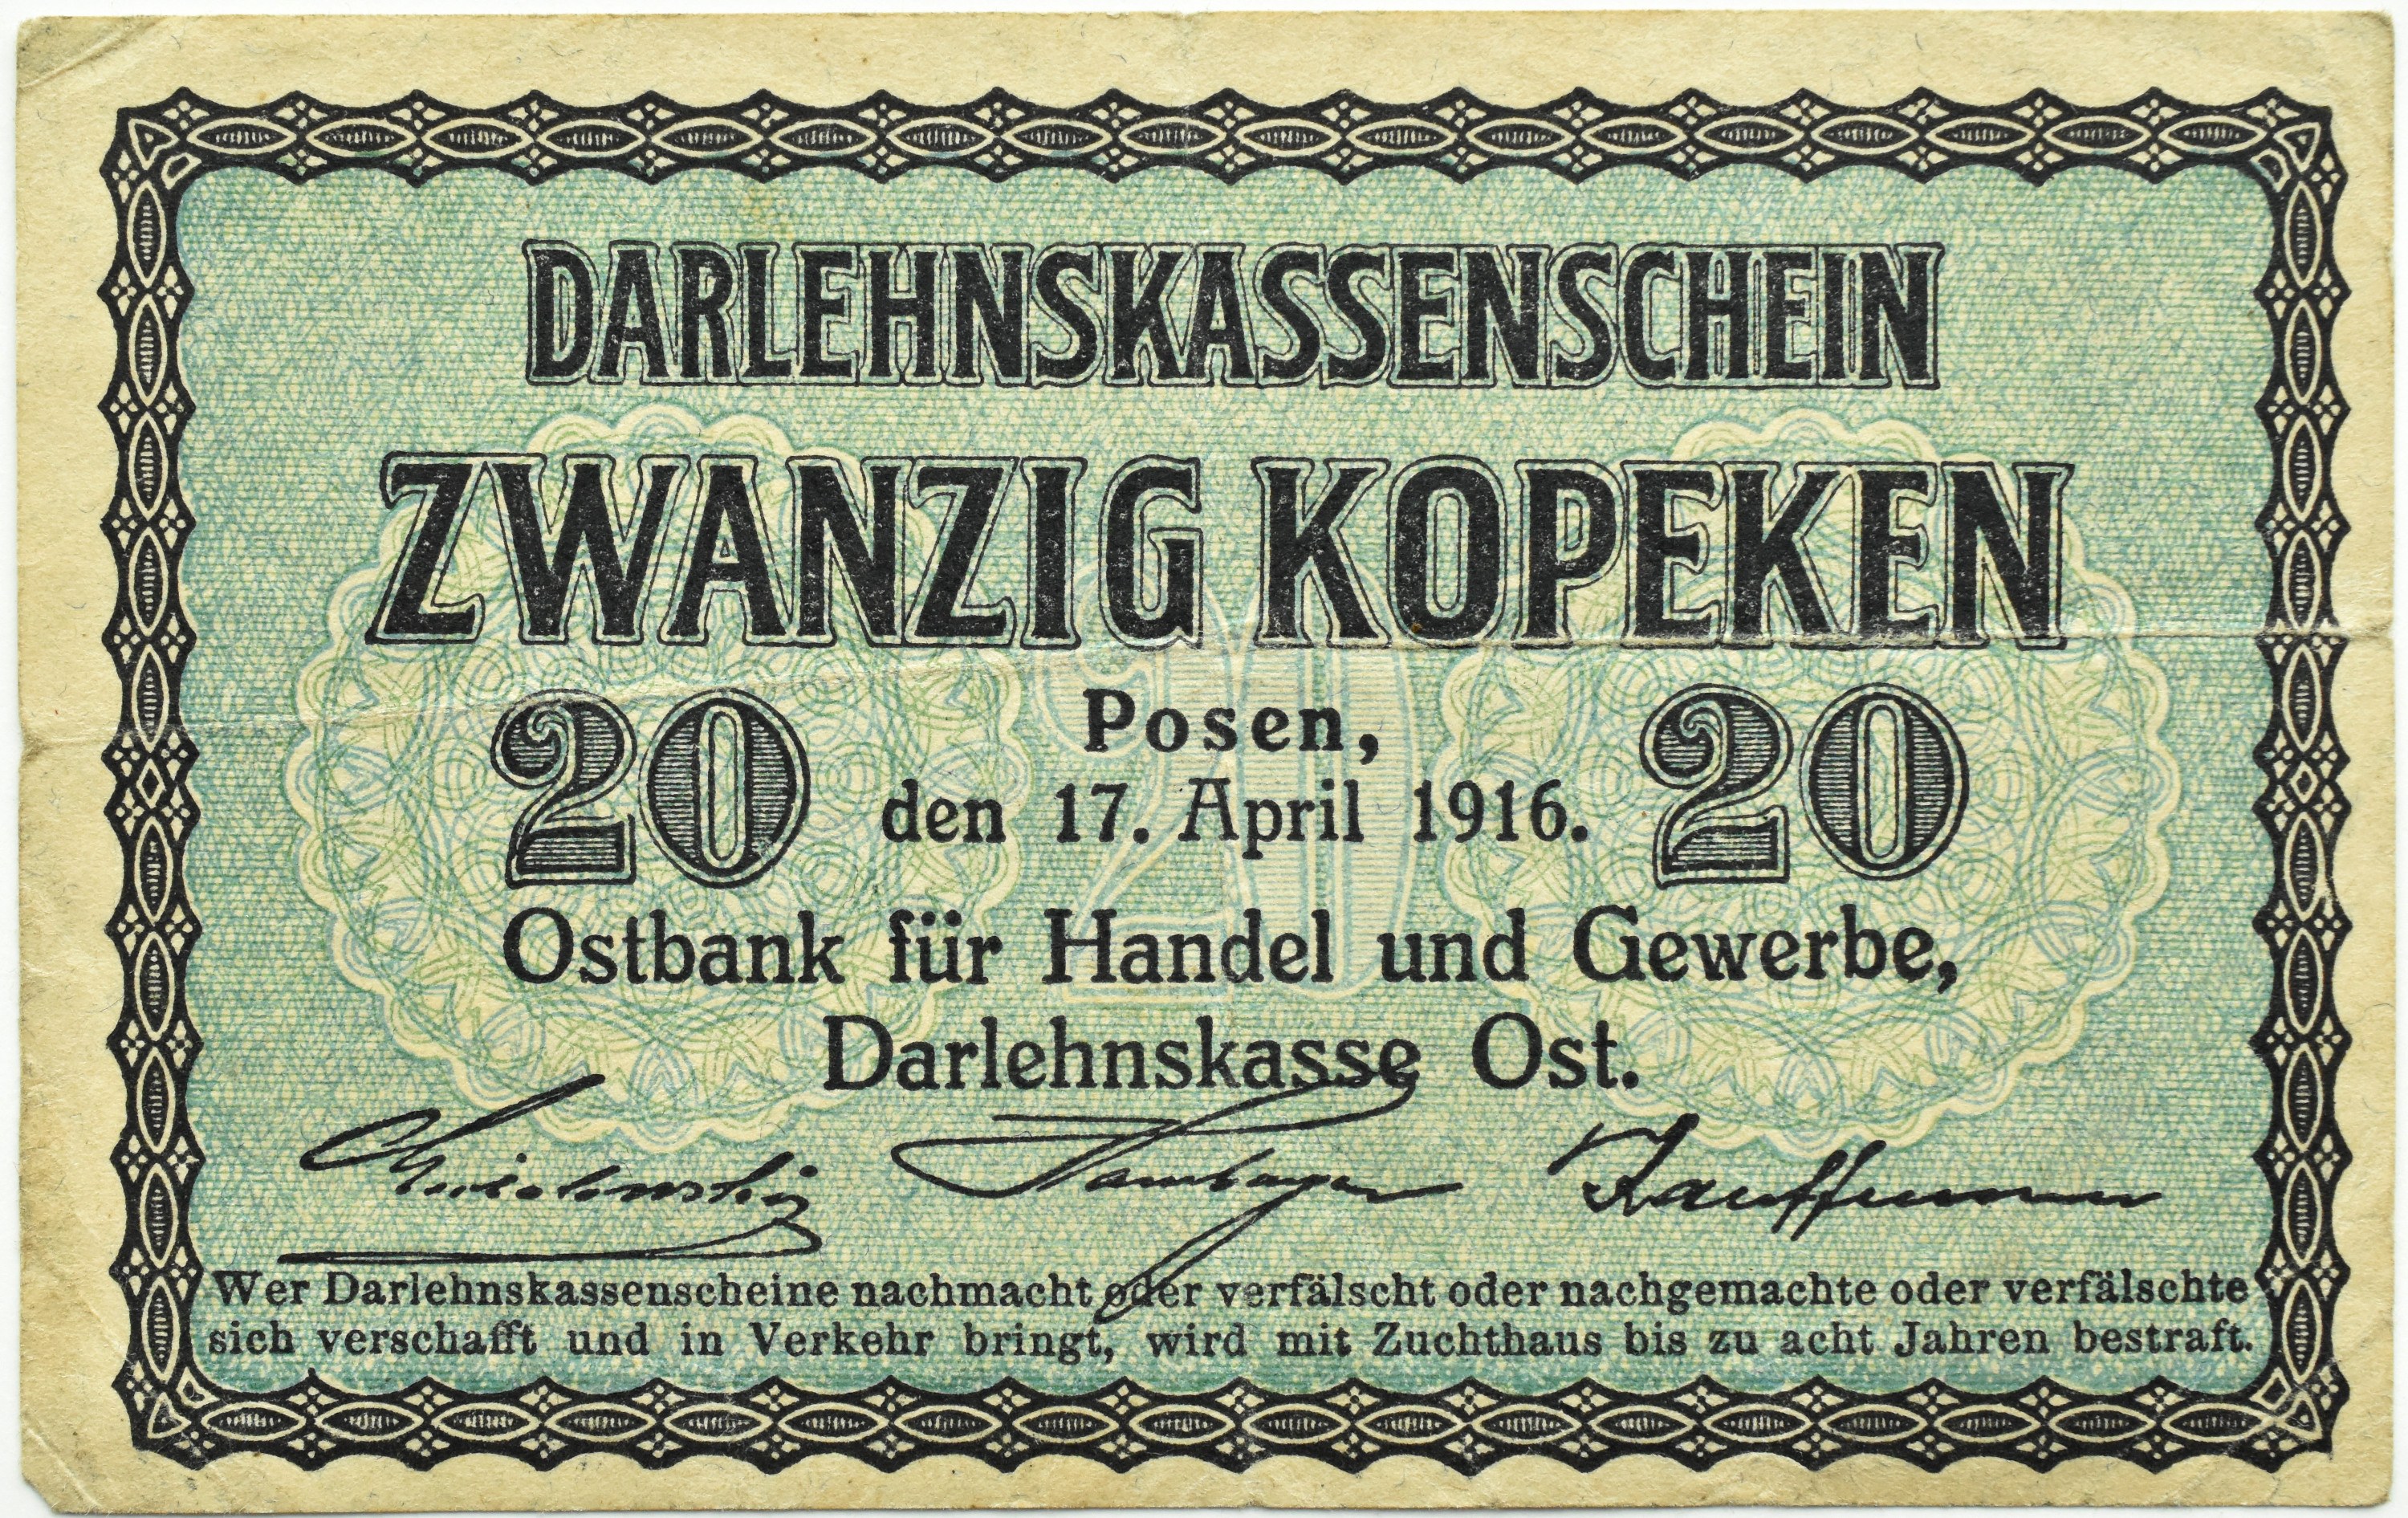 DARLEHNSKASSENSCHEIN
ZWANZIG KOPEKEN
20 Posen, 20
den 17. April 1916.
Ostbank für Handel und Gewerbe,
Darlehnskasse Ost.
Kauffmann
Wer Darlehnskassenscheine nachmacht oder verfälscht oder nachgemachte oder verfälschte
sich verschafft und in Verkehr bringt, wird mit Zuchthaus bis zu acht Jahren bestraft.